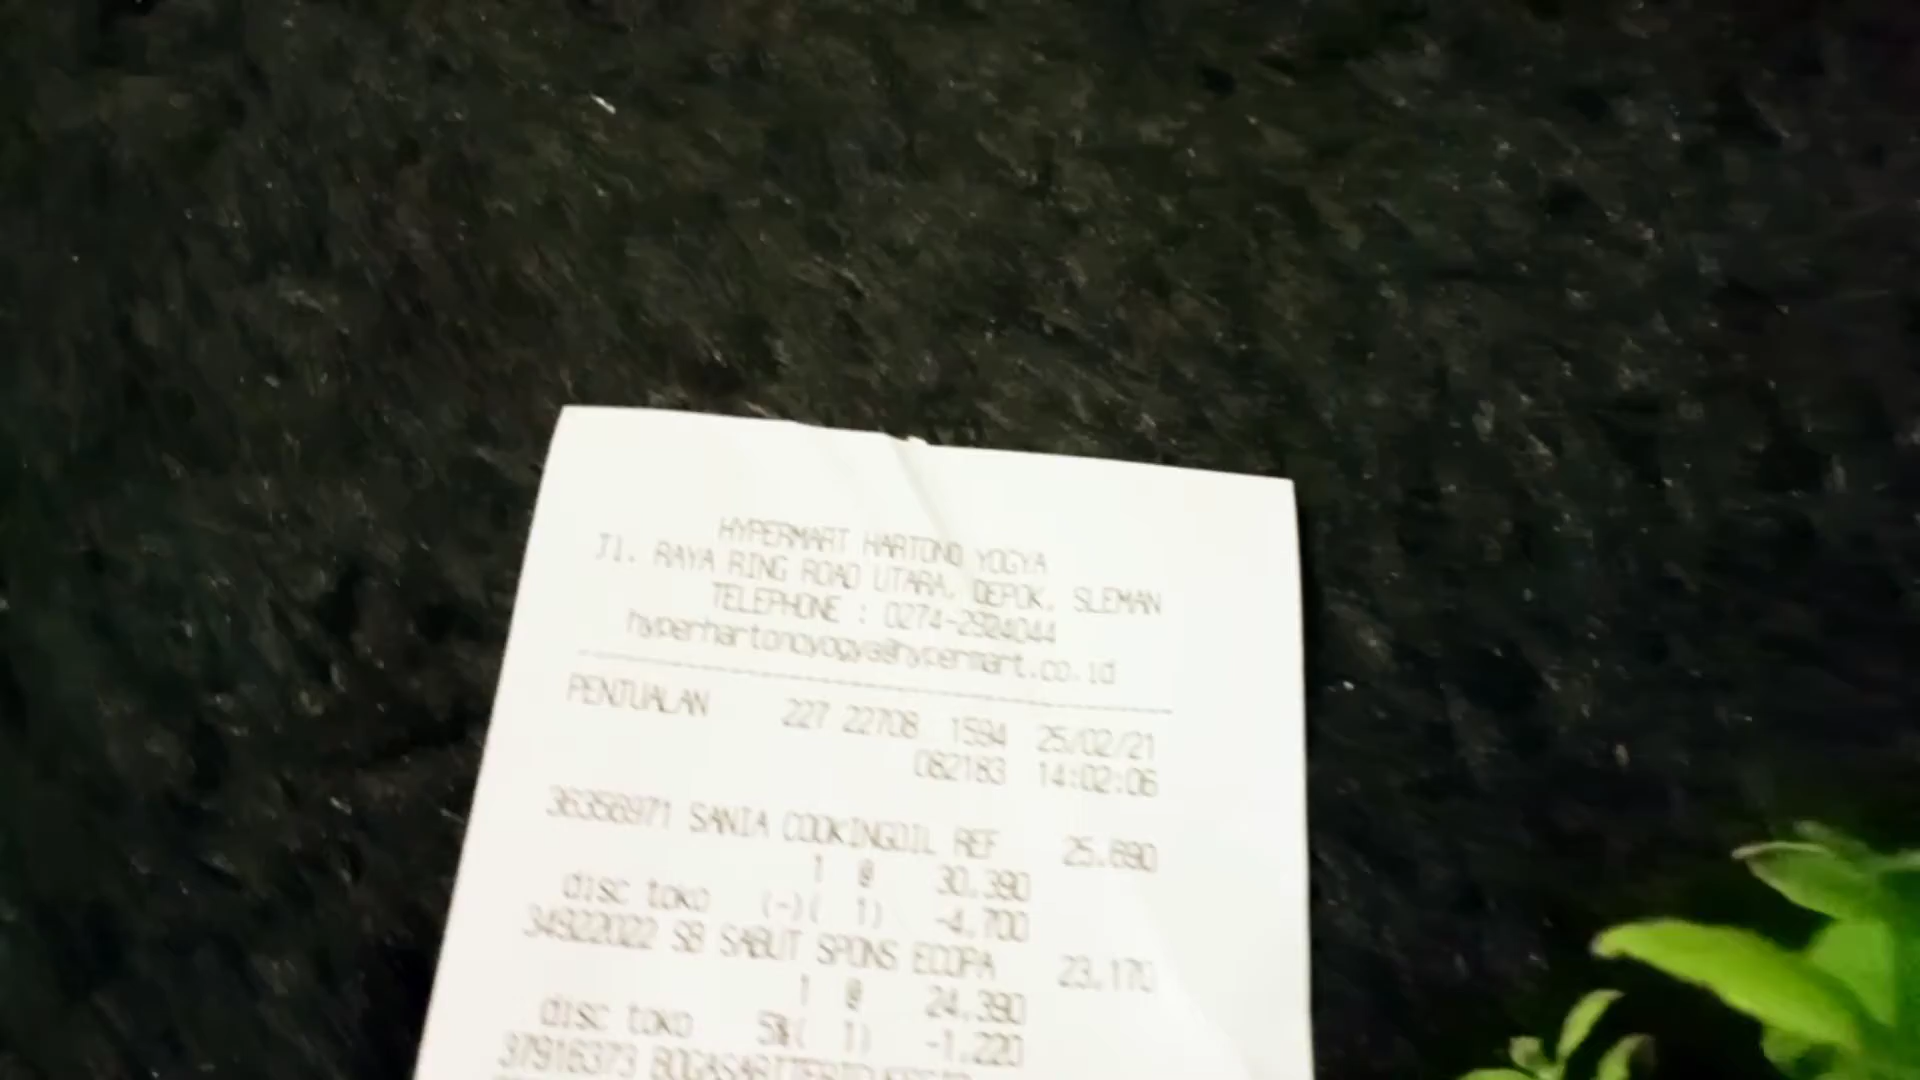 HYPERMART HARTONO YOGYA
Jl. RAYA RING ROAD UTARA, DEPOK, SLEMAN
TELEPHONE : 0274-2924044
hyperhartonoyogya@hypermart.co.id
PENJUALAN 227 22708 1594 25/02/21
082183 14:02:06
36356971 SANIA COOKINGOIL REF 25.690
1 @ 30.390
disc toko (-)( 1) -4.700
34922022 SB SABUT SPONS ECOPA 23.170
1 @ 24.390
disc toko 5%( 1) -1.220
37916373